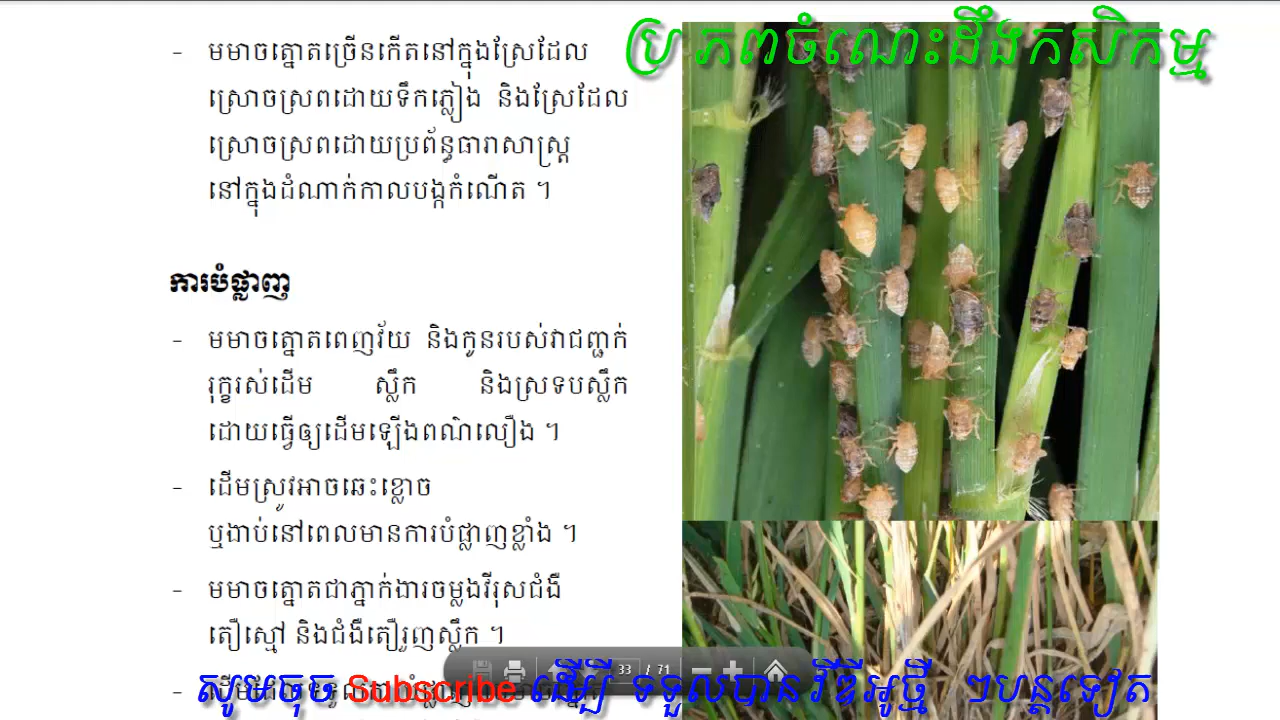 ប្រភពចំណេះដឹងកសិកម្ម
- មមាចត្នោតច្រើនកើតនៅក្នុងស្រែដែល
ស្រោចស្រពដោយទឹកភ្លៀង និងស្រែដែល
ស្រោចស្រពដោយប្រព័ន្ធធារាសាស្ត្រ
នៅក្នុងដំណាក់កាលបង្កកំណើត ។
ការបំផ្លាញ
- មមាចត្នោតពេញវ័យ និងកូនរបស់វាជញ្ជក់
រុក្ខរស់ដើម ស្លឹក និងស្រទបស្លឹក
ដោយធ្វើឲ្យដើមឡើងពណ៌លឿង ។
- ដើមស្រូវអាចឆេះខ្លោច
ឬងាប់នៅពេលមានការបំផ្លាញខ្លាំង ។
- មមាចត្នោតជាភ្នាក់ងារចម្លងវីរុសជំងឺ
តឿស្មៅ និងជំងឺតឿរួញស្លឹក ។
33 / 71
សូមចុច Subscribe ដើម្បី ទទួលបានវីឌីអូថ្មី ៗបន្តទៀត